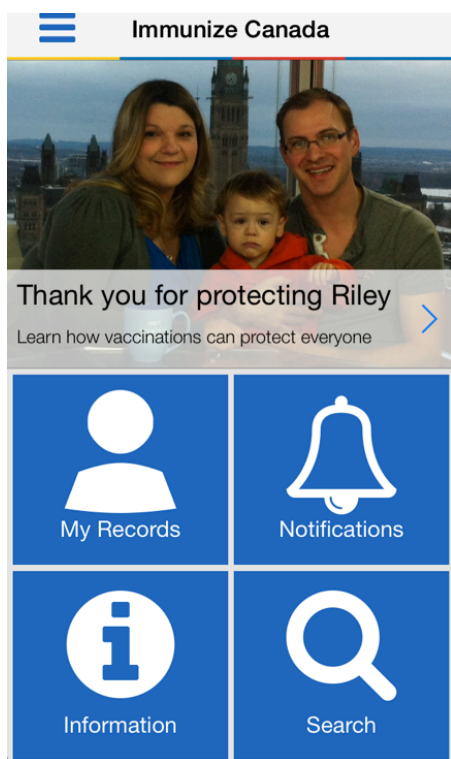 Immunize Canada
Thank you for protecting Riley
Learn how vaccinations can protect everyone
My Records
Notifications
Information
Search